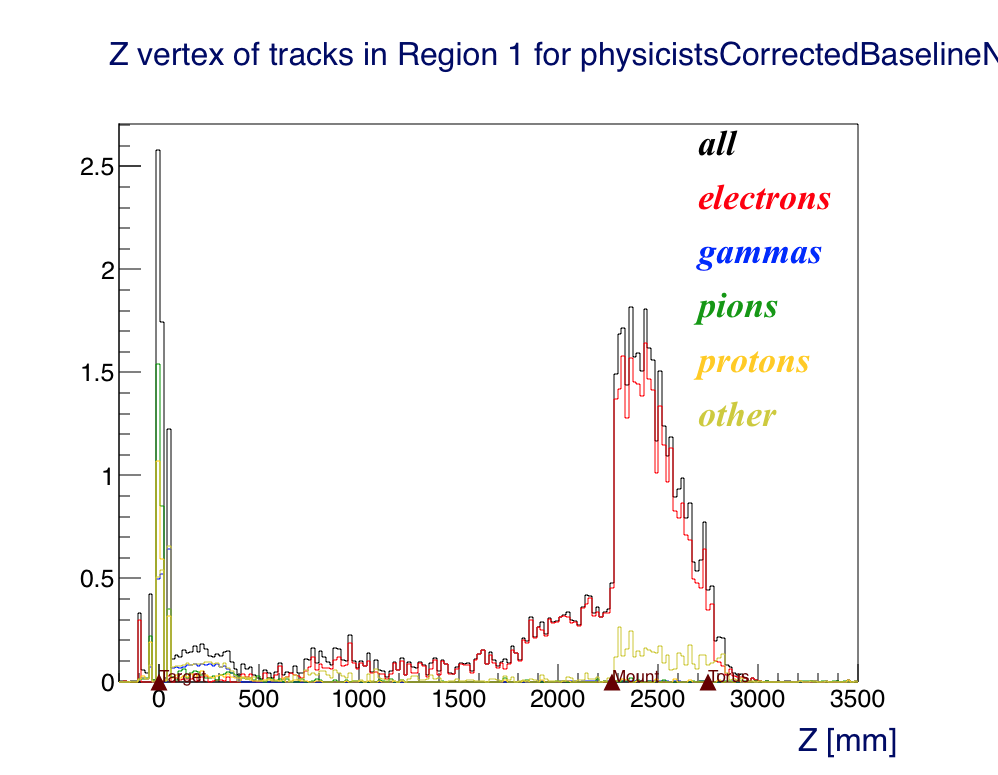 Z vertex of tracks in Region 1 for physicistsCorrectedBaselineN
all
electrons
gammas
pions
protons
other
2.5
2
1.5
1
0.5
0
Target
Mount
Torus
0 500 1000 1500 2000 2500 3000 3500
Z [mm]